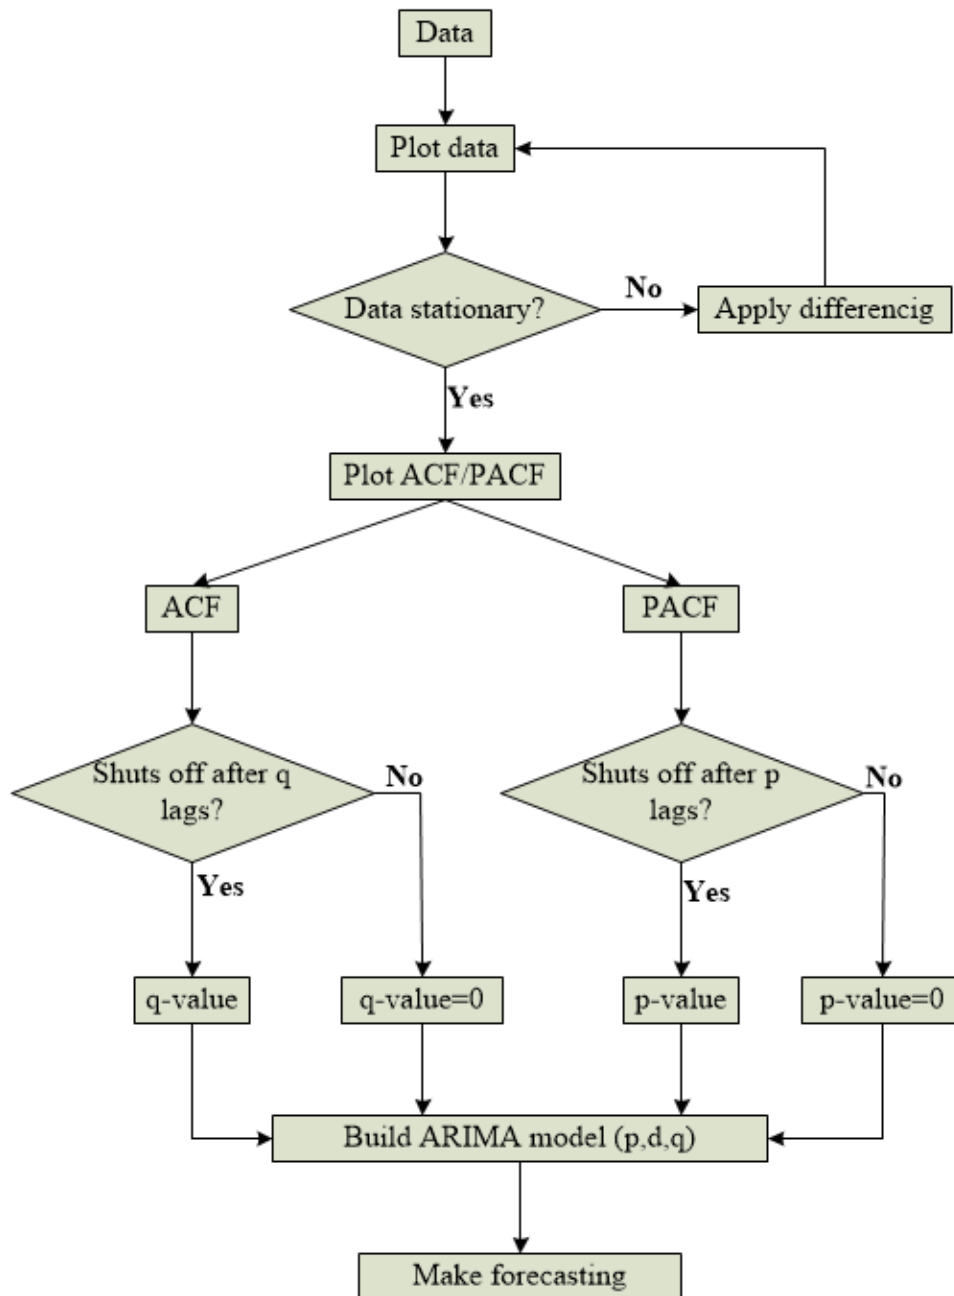 Data
Plot data
Data stationary?
No
Apply differencig
Yes
Plot ACF/PACF
ACF
PACF
Shuts off after q
lags?
No
Shuts off after p
lags?
No
Yes
Yes
q-value
q-value=0
p-value
p-value=0
Build ARIMA model (p,d,q)
Make forecasting